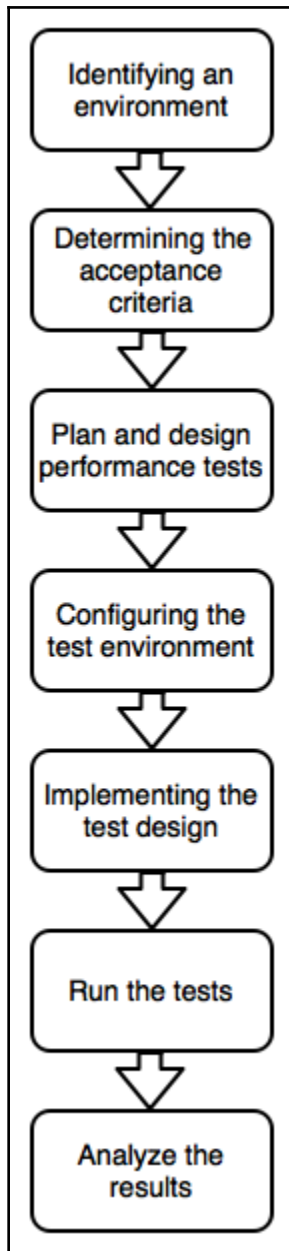 Identifying an
environment
Determining the
acceptance
criteria
Plan and design
performance tests
Configuring the
test environment
Implementing the
test design
Run the tests
Analyze the
results